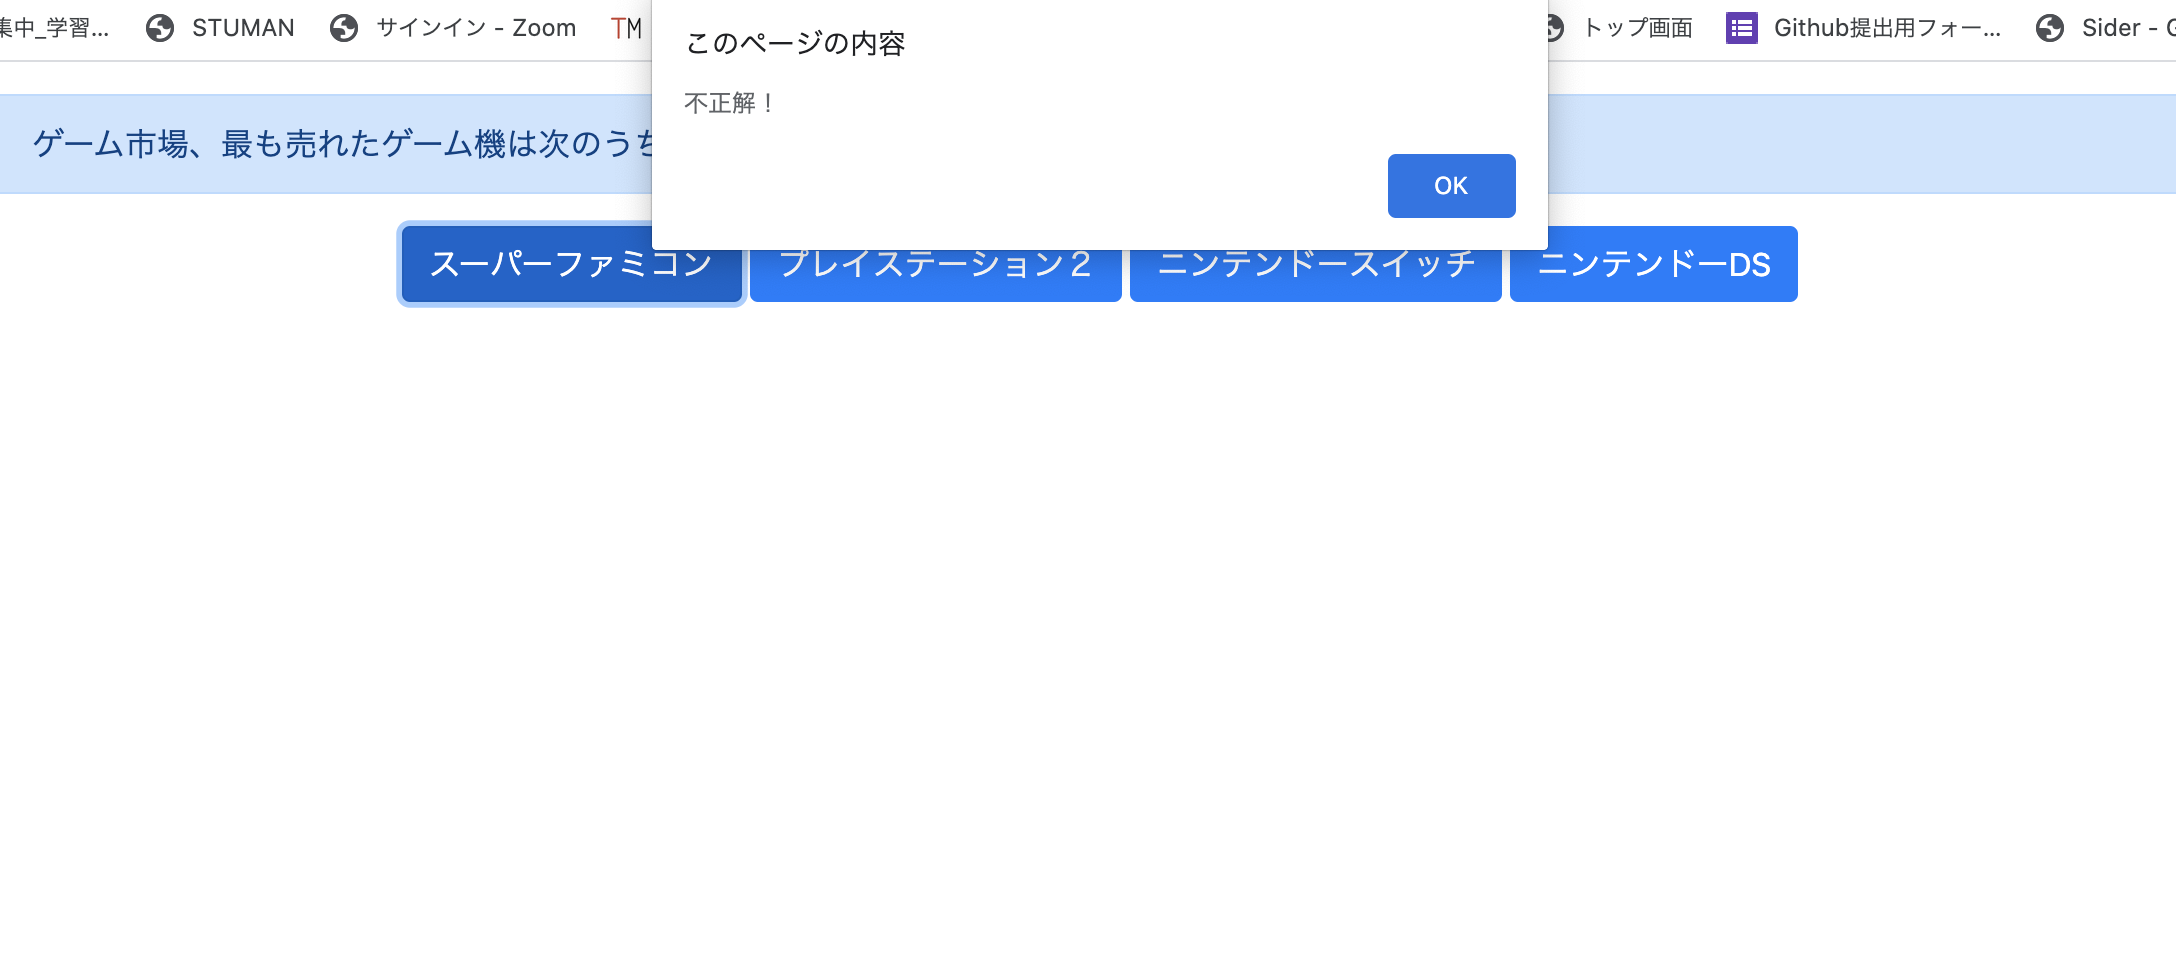 集中_学習... STUMAN サインイン - Zoom TM トップ画面 Github提出用フォー... Sider - G
このページの内容
不正解！
OK
ゲーム市場、最も売れたゲーム機は次のうち
スーパーファミコン プレイステーション２ ニンテンドースイッチ ニンテンドーDS